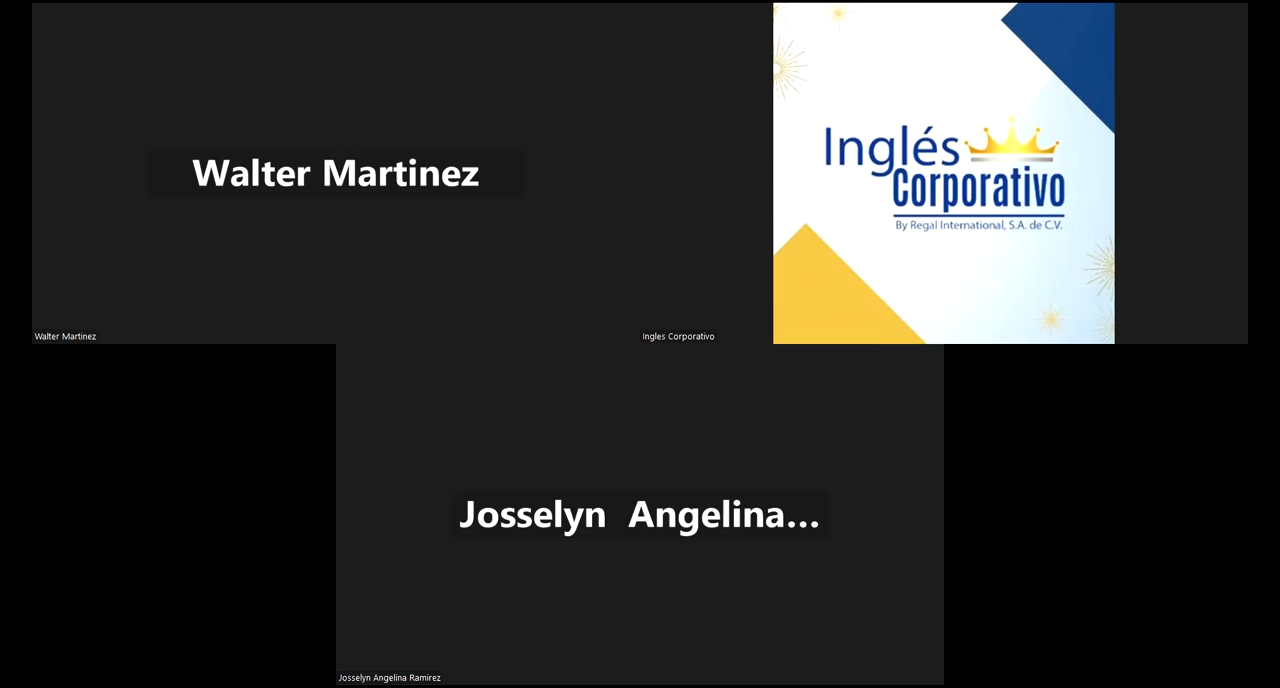 Walter Martinez
Walter Martinez
Inglés
Corporativo
By Regal International, S.A. de C.V.
Ingles Corporativo
Josselyn Angelina...
Josselyn Angelina Ramirez